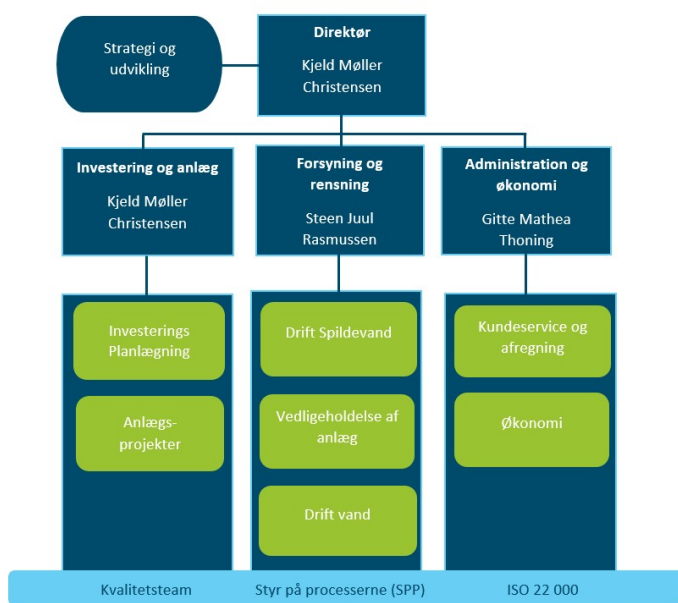 Strategi og
udvikling
Direktør
Kjeld Møller
Christensen
Investering og anlæg
Kjeld Møller
Christensen
Forsyning og
rensning
Steen Juul
Rasmussen
Administration og
økonomi
Gitte Mathea
Thoning
Investerings
Planlægning
Anlægs-
projekter
Drift Spildevand
Vedligeholdelse af
anlæg
Drift vand
Kundeservice og
afregning
Økonomi
Kvalitetsteam
Styr på processerne (SPP)
ISO 22 000